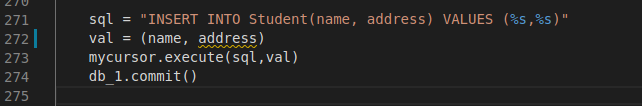 271 sql = "INSERT INTO Student(name, address) VALUES (%s,%s)"
272 val = (name, address)
273 mycursor.execute(sql,val)
274 db_1.commit()
275